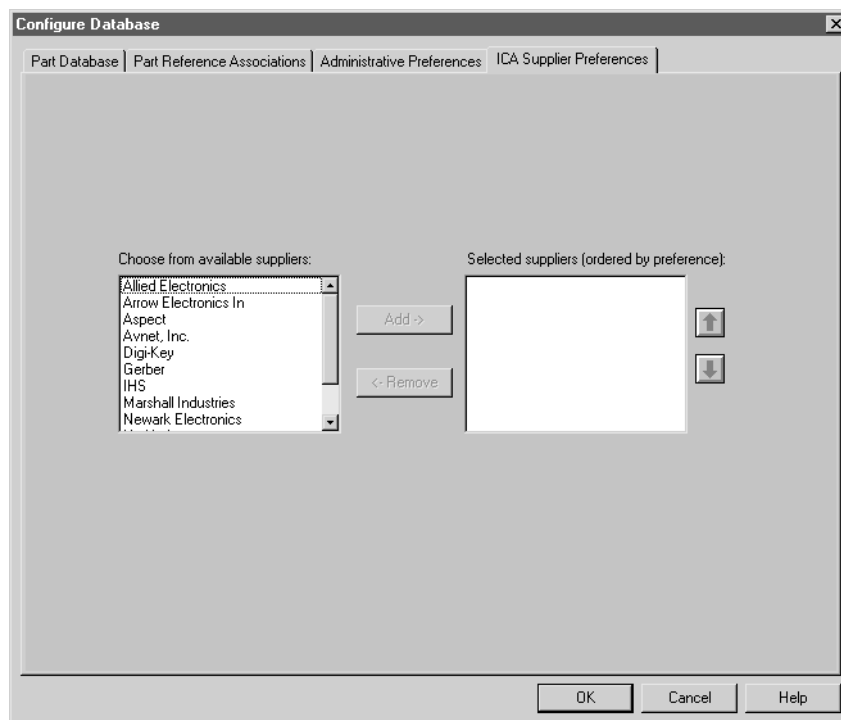 Configure Database
Part Database
Part Reference Associations
Administrative Preferences
ICA Supplier Preferences
Choose from available suppliers:
Selected suppliers (ordered by preference):
Allied Electronics
Arrow Electronics In
Aspect
Avnet, Inc.
Digi-Key
Gerber
IHS
Marshall Industries
Newark Electronics
Add ->
<- Remove
OK
Cancel
Help